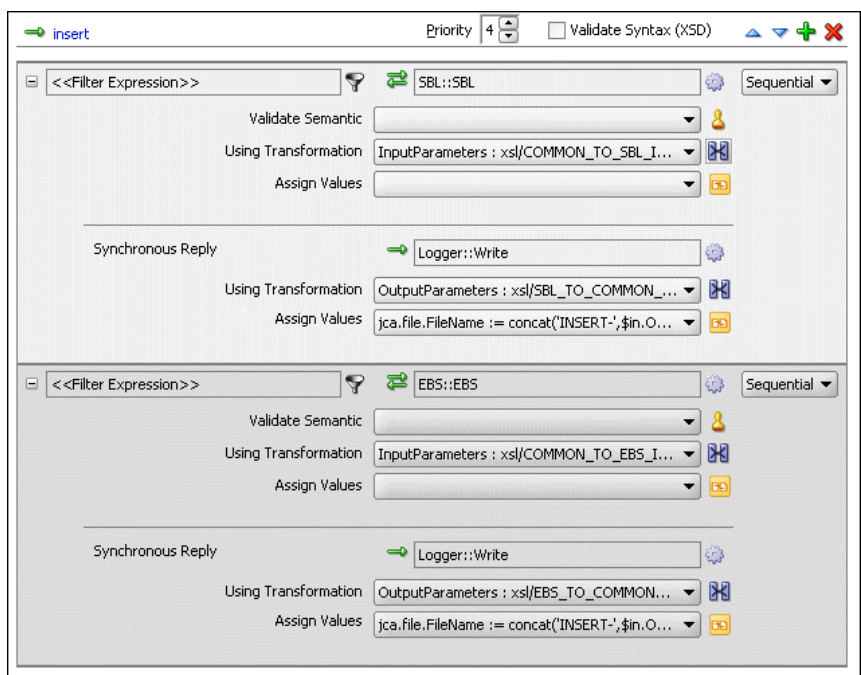 insert Priority 4 Validate Syntax (XSD)
<<Filter Expression>> SBL::SBL Sequential
Validate Semantic
Using Transformation InputParameters : xsl/COMMON_TO_SBL_I...
Assign Values
Synchronous Reply Logger::Write
Using Transformation OutputParameters : xsl/SBL_TO_COMMON_...
Assign Values jca.file.FileName := concat('INSERT-',$in.O...
<<Filter Expression>> EBS::EBS Sequential
Validate Semantic
Using Transformation InputParameters : xsl/COMMON_TO_EBS_I...
Assign Values
Synchronous Reply Logger::Write
Using Transformation OutputParameters : xsl/EBS_TO_COMMON...
Assign Values jca.file.FileName := concat('INSERT-',$in.O...